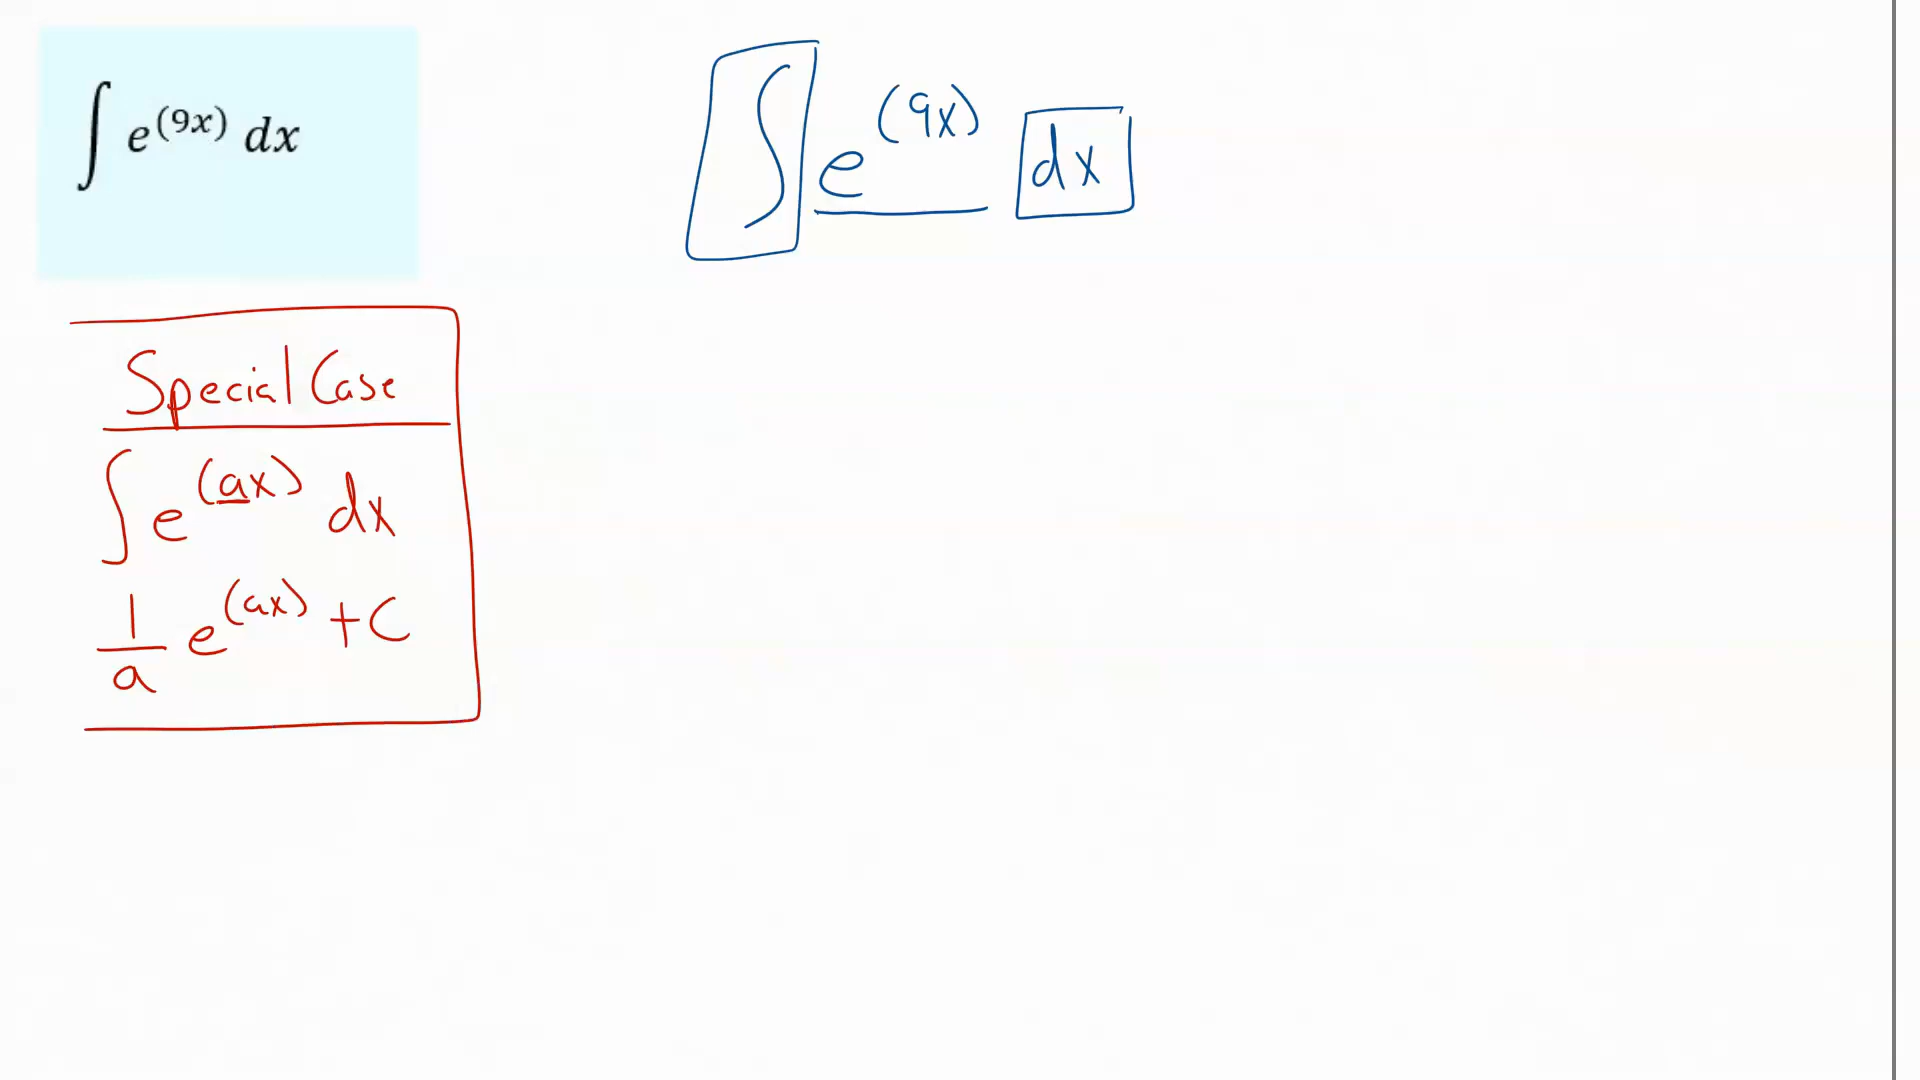 ∫ e^(9x) dx
∫ e^(9x) dx
Special Case
∫ e^(ax) dx
1/a e^(ax) + C